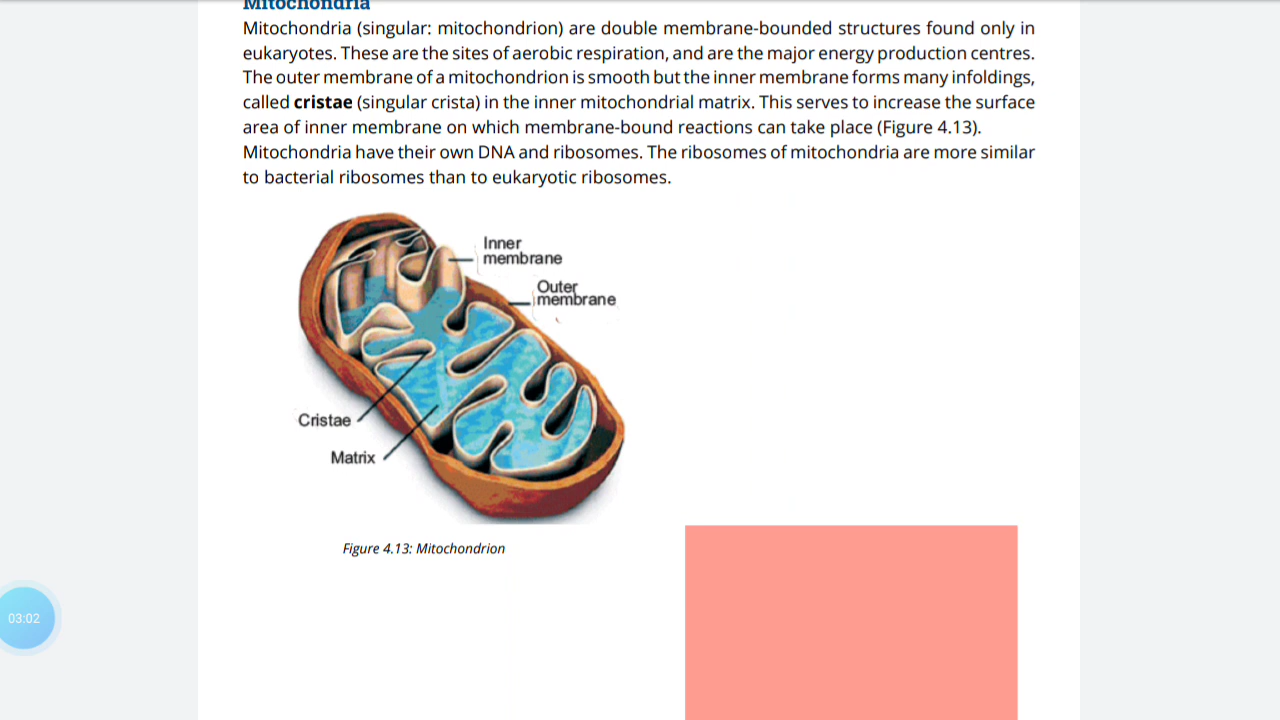 Mitochondria
Mitochondria (singular: mitochondrion) are double membrane-bounded structures found only in
eukaryotes. These are the sites of aerobic respiration, and are the major energy production centres.
The outer membrane of a mitochondrion is smooth but the inner membrane forms many infoldings,
called cristae (singular crista) in the inner mitochondrial matrix. This serves to increase the surface
area of inner membrane on which membrane-bound reactions can take place (Figure 4.13).
Mitochondria have their own DNA and ribosomes. The ribosomes of mitochondria are more similar
to bacterial ribosomes than to eukaryotic ribosomes.
Inner
membrane
Outer
membrane
Cristae
Matrix
Figure 4.13: Mitochondrion
03:02